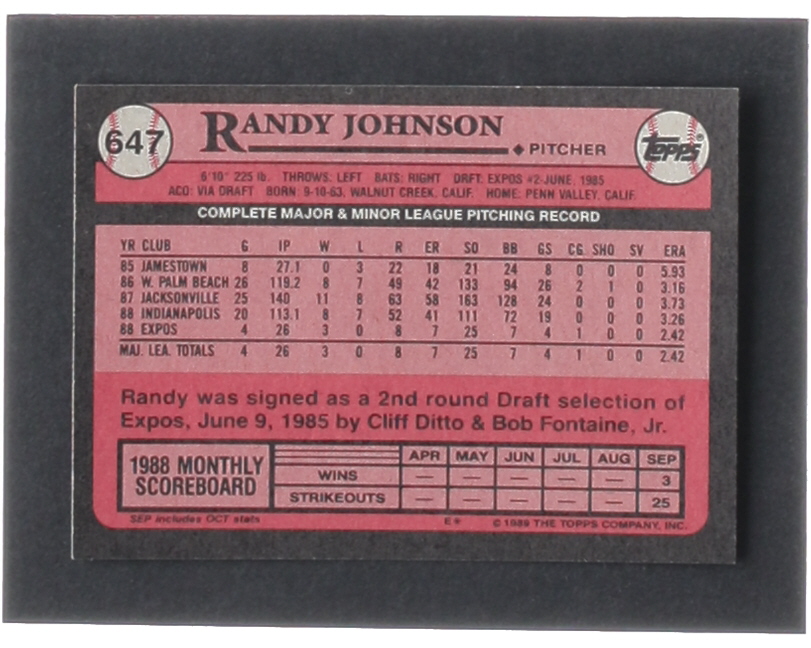 647
RANDY JOHNSON
◆ PITCHER
Topps®
6'10" 225 lb. THROWS: LEFT BATS: RIGHT DRFT: EXPOS #2-JUNE, 1985
ACQ: VIA DRAFT BORN: 9-10-63, WALNUT CREEK, CALIF. HOME: PENN VALLEY, CALIF.
COMPLETE MAJOR & MINOR LEAGUE PITCHING RECORD
YR CLUB G IP W L R ER SO BB GS CG SHO SV ERA
85 JAMESTOWN 8 27.1 0 3 22 18 21 24 8 0 0 0 5.93
86 W. PALM BEACH 26 119.2 8 7 49 42 133 94 26 2 1 0 3.16
87 JACKSONVILLE 25 140 11 8 63 58 163 128 24 0 0 0 3.73
88 INDIANAPOLIS 20 113.1 8 7 52 41 111 72 19 0 0 0 3.26
88 EXPOS 4 26 3 0 8 7 25 7 4 1 0 0 2.42
MAJ. LEA. TOTALS 4 26 3 0 8 7 25 7 4 1 0 0 2.42
Randy was signed as a 2nd round Draft selection of
Expos, June 9, 1985 by Cliff Ditto & Bob Fontaine, Jr.
1988 MONTHLY SCOREBOARD APR MAY JUN JUL AUG SEP
WINS — — — — — 3
STRIKEOUTS — — — — — 25
SEP includes OCT stats E* © 1989 THE TOPPS COMPANY, INC.